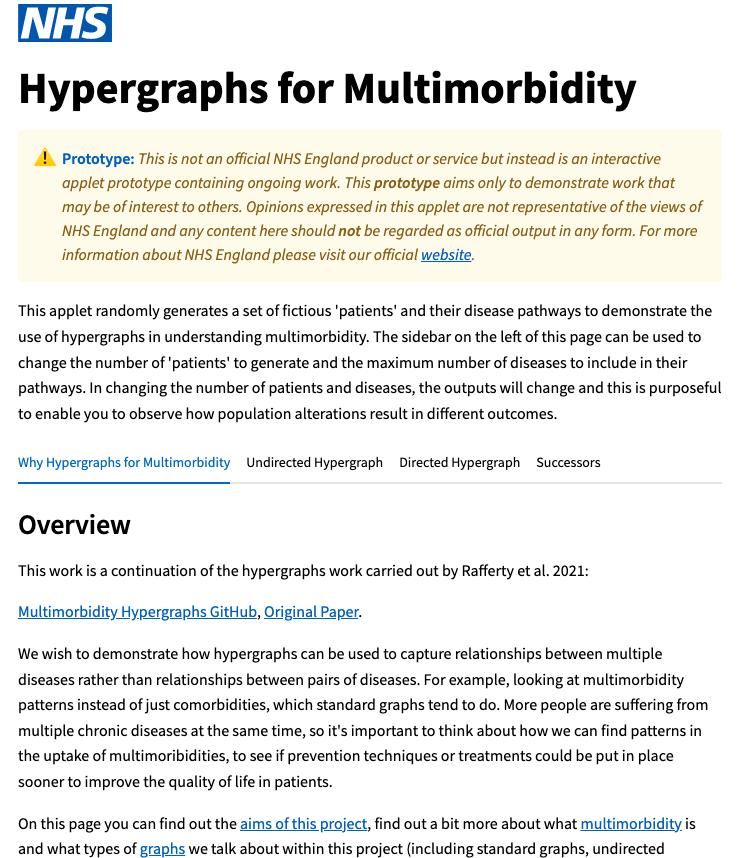 NHS
Hypergraphs for Multimorbidity
Prototype: This is not an official NHS England product or service but instead is an interactive
applet prototype containing ongoing work. This prototype aims only to demonstrate work that
may be of interest to others. Opinions expressed in this applet are not representative of the views of
NHS England and any content here should not be regarded as official output in any form. For more
information about NHS England please visit our official website.
This applet randomly generates a set of fictious 'patients' and their disease pathways to demonstrate the
use of hypergraphs in understanding multimorbidity. The sidebar on the left of this page can be used to
change the number of 'patients' to generate and the maximum number of diseases to include in their
pathways. In changing the number of patients and diseases, the outputs will change and this is purposeful
to enable you to observe how population alterations result in different outcomes.
Why Hypergraphs for Multimorbidity Undirected Hypergraph Directed Hypergraph Successors
Overview
This work is a continuation of the hypergraphs work carried out by Rafferty et al. 2021:
Multimorbidity Hypergraphs GitHub, Original Paper.
We wish to demonstrate how hypergraphs can be used to capture relationships between multiple
diseases rather than relationships between pairs of diseases. For example, looking at multimorbidity
patterns instead of just comorbidities, which standard graphs tend to do. More people are suffering from
multiple chronic diseases at the same time, so it's important to think about how we can find patterns in
the uptake of multimoribidities, to see if prevention techniques or treatments could be put in place
sooner to improve the quality of life in patients.
On this page you can find out the aims of this project, find out a bit more about what multimorbidity is
and what types of graphs we talk about within this project (including standard graphs, undirected